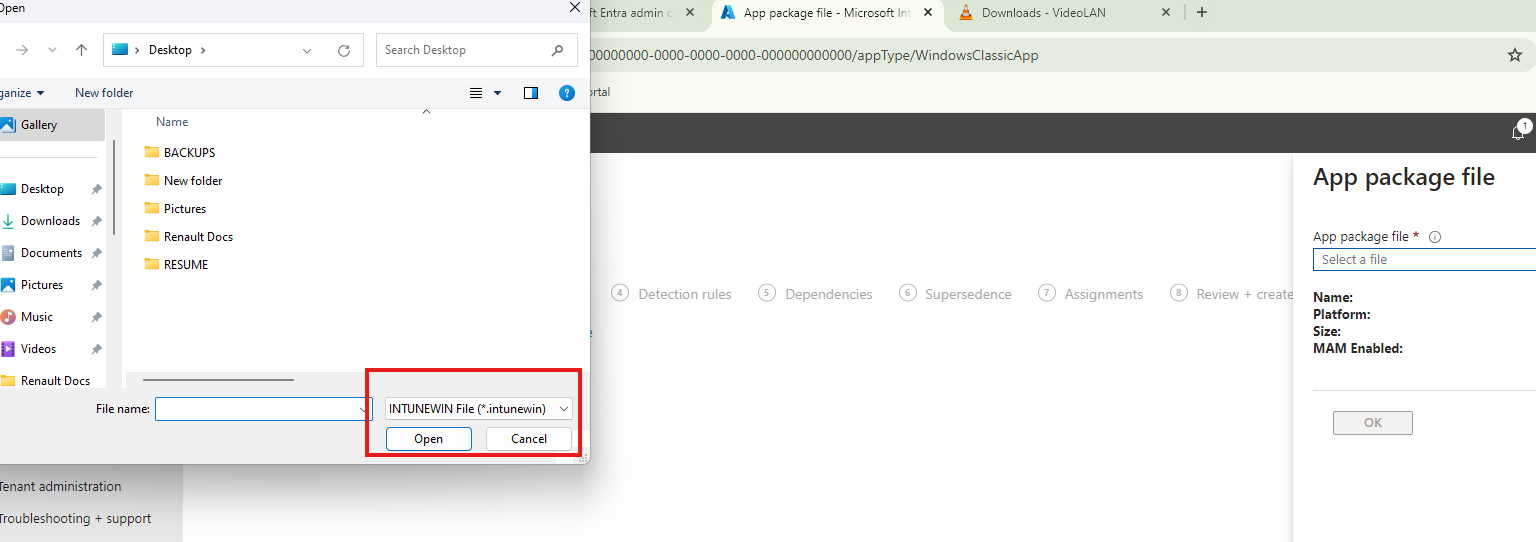 Open
ft Entra admin c
App package file - Microsoft Int
Downloads - VideoLAN
Desktop
Search Desktop
00000000-0000-0000-0000-000000000000/appType/WindowsClassicApp
ganize
New folder
ortal
Gallery
Name
1
BACKUPS
New folder
Pictures
Renault Docs
RESUME
Desktop
Downloads
Documents
Pictures
Music
Videos
Renault Docs
App package file
App package file *
Select a file
4 Detection rules
5 Dependencies
6 Supersedence
7 Assignments
8 Review + create
Name:
Platform:
Size:
MAM Enabled:
e
File name:
INTUNEWIN File (*.intunewin)
Open
Cancel
OK
Tenant administration
Troubleshooting + support